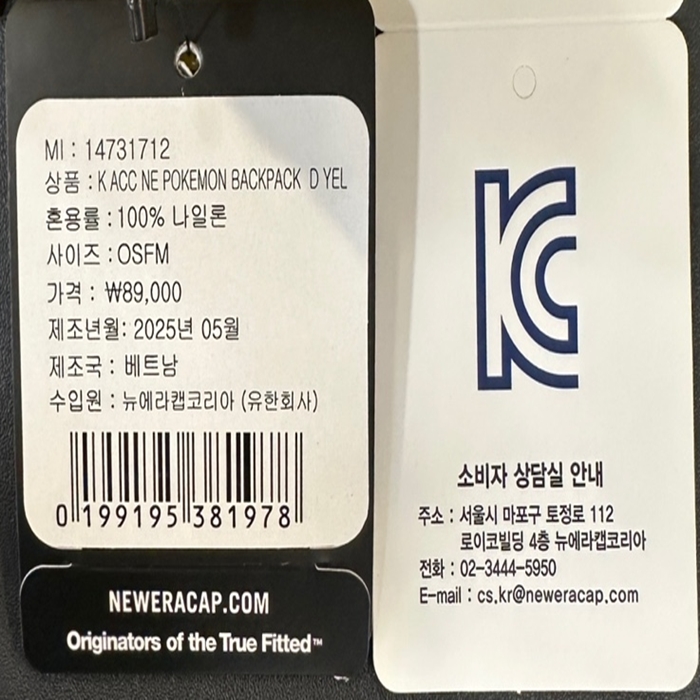 MI : 14731712
상품 : K ACC NE POKEMON BACKPACK D YEL
혼용률 : 100% 나일론
사이즈 : OSFM
가격 : ₩89,000
제조년월: 2025년 05월
제조국 : 베트남
수입원 : 뉴에라캡코리아 (유한회사)
0 199195 381978
NEWERACAP.COM
Originators of the True Fitted™
KC
소비자 상담실 안내
주소 : 서울시 마포구 토정로 112
로이코빌딩 4층 뉴에라캡코리아
전화 : 02-3444-5950
E-mail : cs.kr@neweracap.com